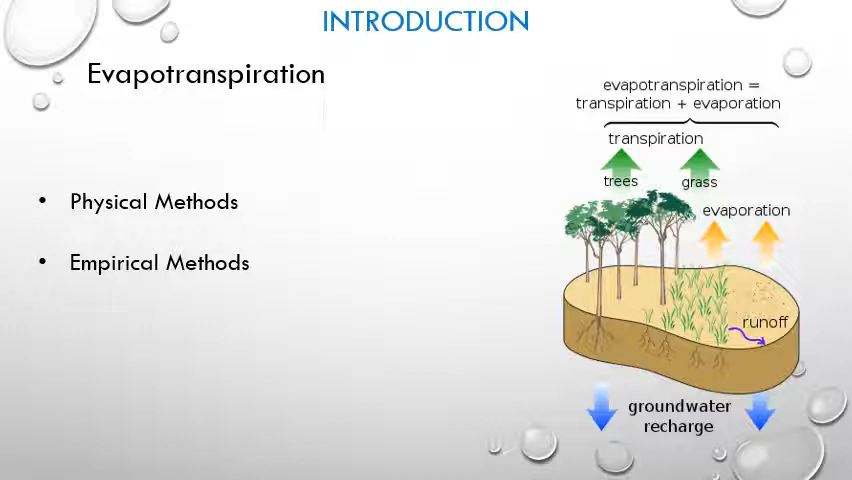 INTRODUCTION
Evapotranspiration
• Physical Methods
• Empirical Methods
evapotranspiration =
transpiration + evaporation
transpiration
trees
grass
evaporation
runoff
groundwater
recharge